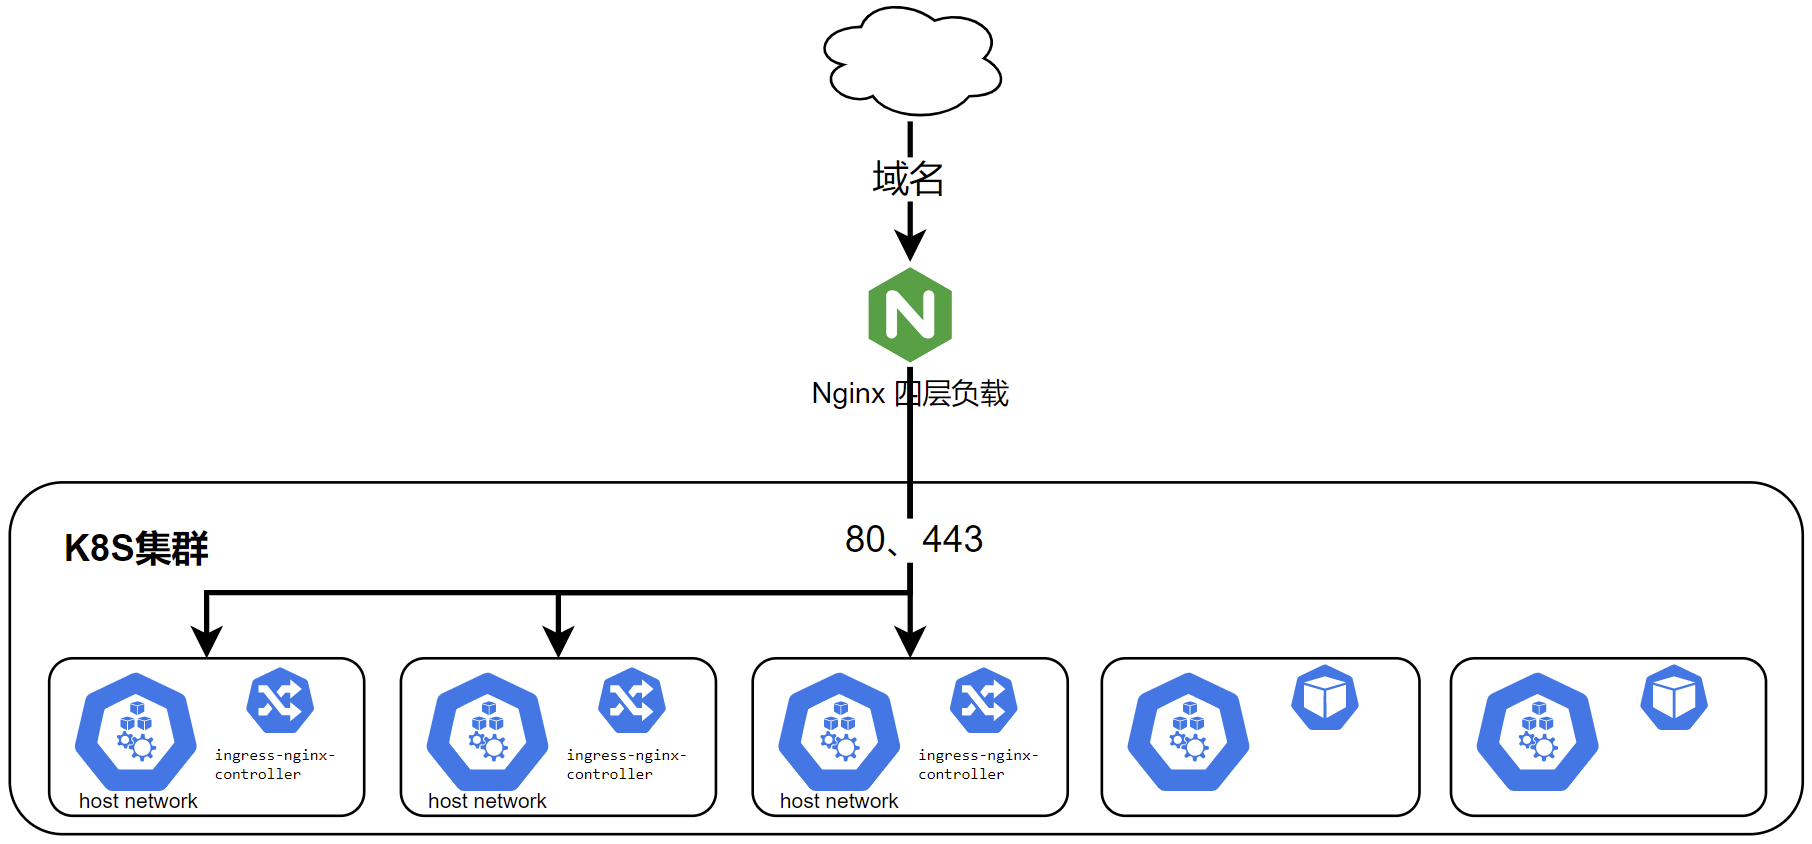 域名
N
Nginx 四层负载
K8S集群
80、443
ingress-nginx-
controller
host network
ingress-nginx-
controller
host network
ingress-nginx-
controller
host network